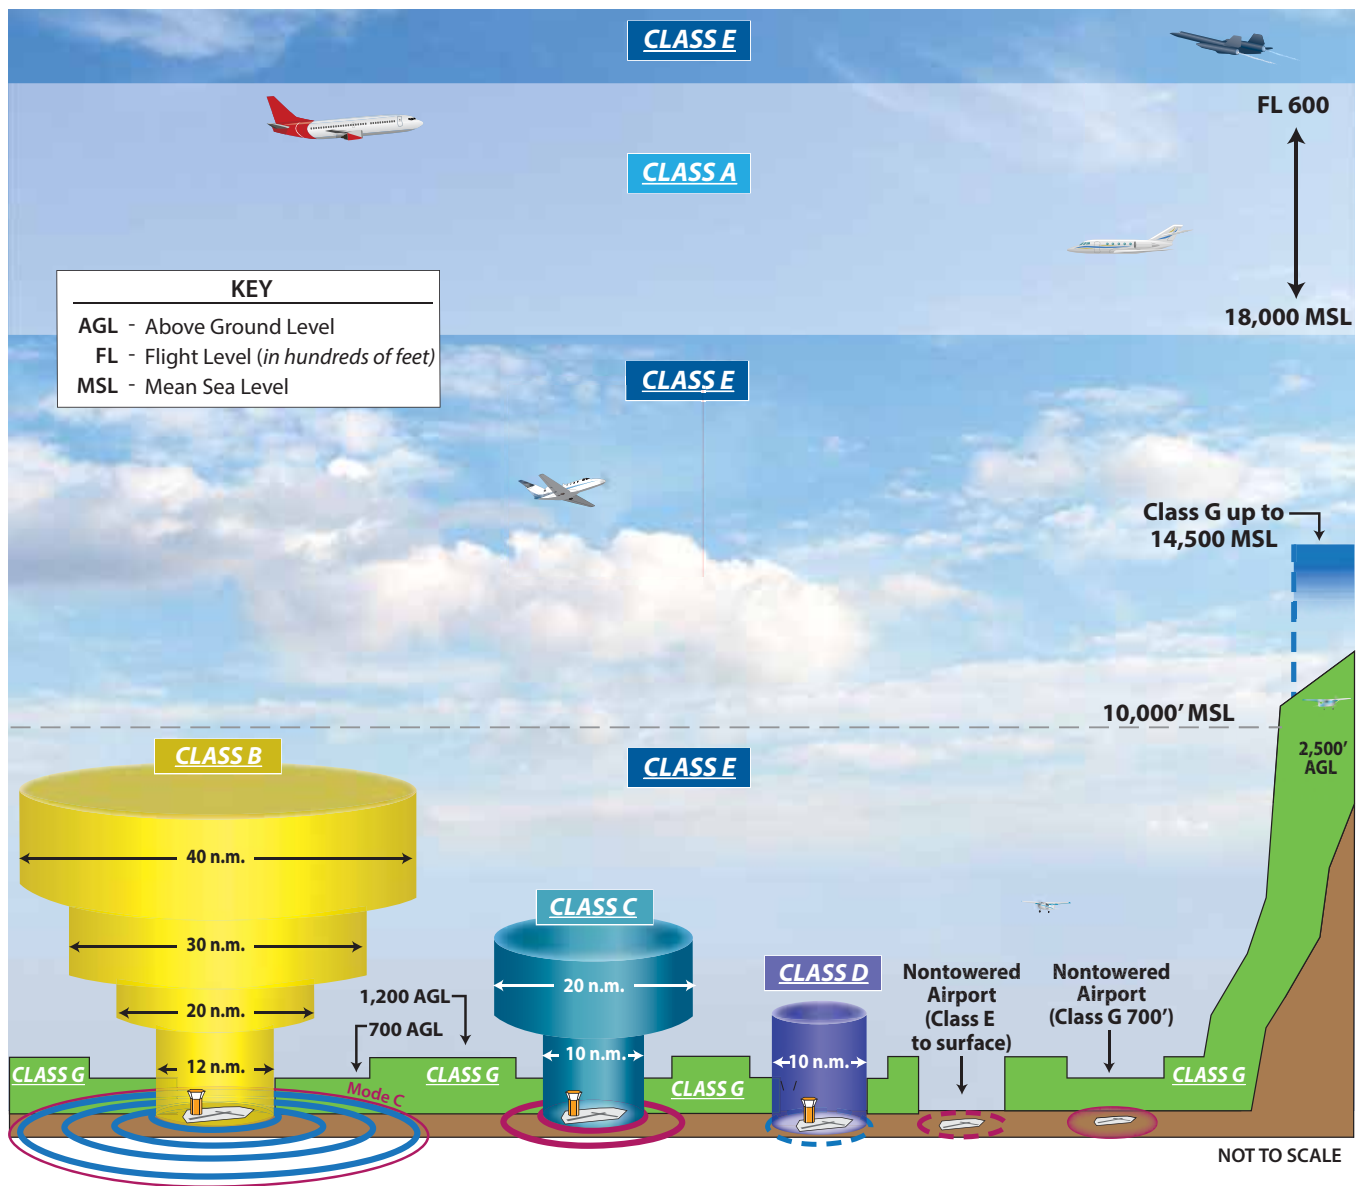 CLASS E
FL 600
CLASS A
18,000 MSL
KEY
AGL - Above Ground Level
FL - Flight Level (in hundreds of feet)
MSL - Mean Sea Level
CLASS E
Class G up to
14,500 MSL
10,000’ MSL
2,500’
AGL
CLASS B
CLASS E
40 n.m.
30 n.m.
20 n.m.
12 n.m.
1,200 AGL
700 AGL
CLASS C
20 n.m.
10 n.m.
CLASS D
10 n.m.
Nontowered
Airport
(Class E
to surface)
Nontowered
Airport
(Class G 700’)
CLASS G
Mode C
CLASS G
CLASS G
CLASS G
NOT TO SCALE